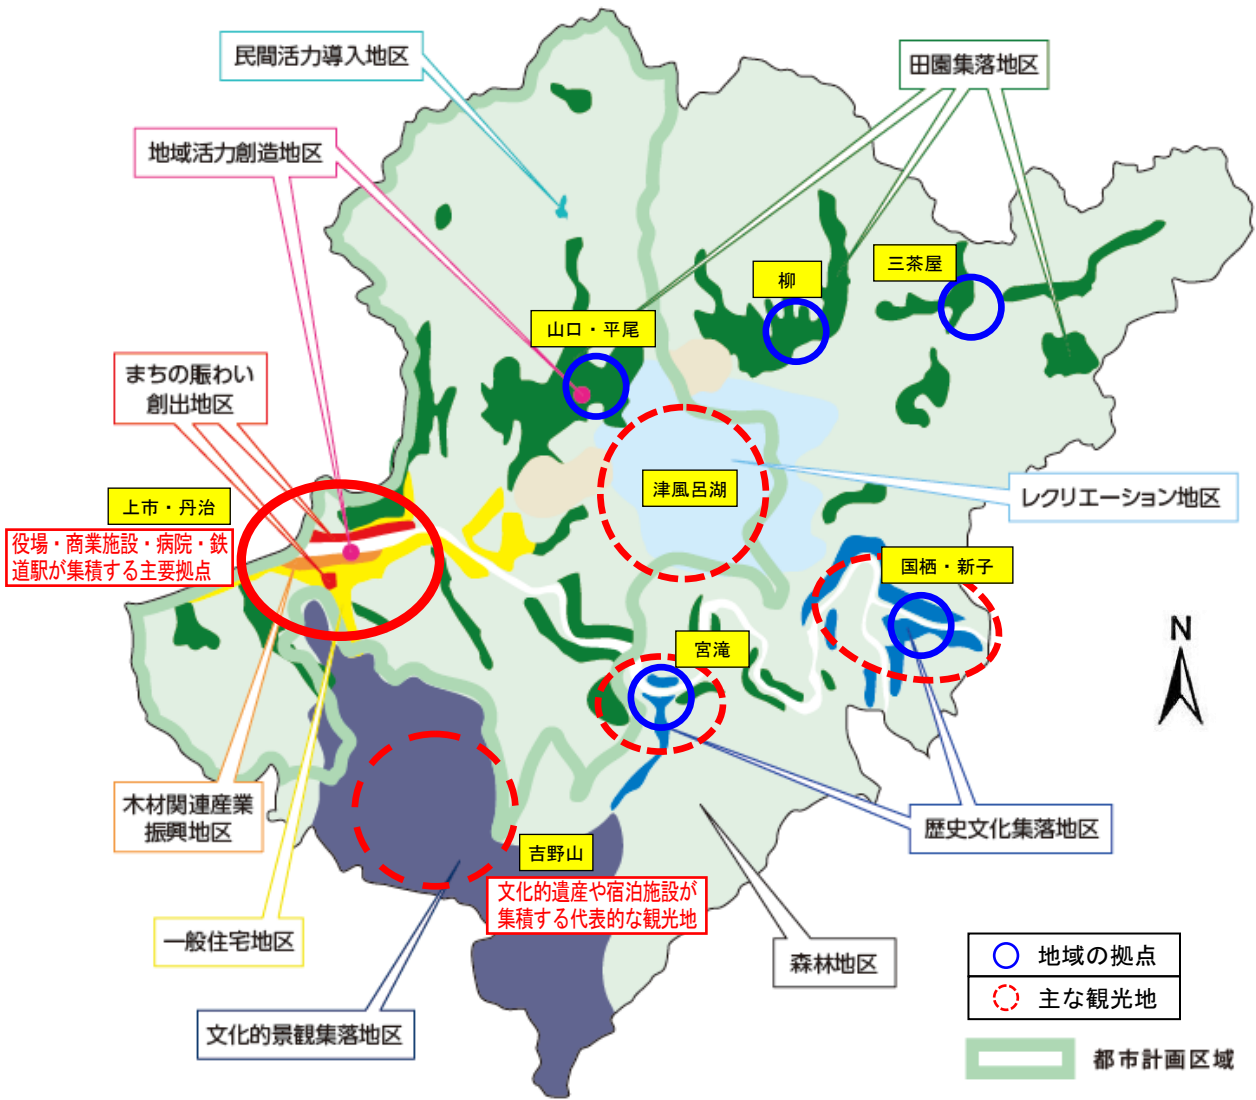 民間活力導入地区
田園集落地区
地域活力創造地区
三茶屋
柳
山口・平尾
まちの賑わい
創出地区
津風呂湖
レクリエーション地区
上市・丹治
役場・商業施設・病院・鉄
道駅が集積する主要拠点
国栖・新子
宮滝
N
木材関連産業
振興地区
歴史文化集落地区
吉野山
文化的遺産や宿泊施設が
集積する代表的な観光地
一般住宅地区
森林地区
地域の拠点
主な観光地
文化的景観集落地区
都市計画区域